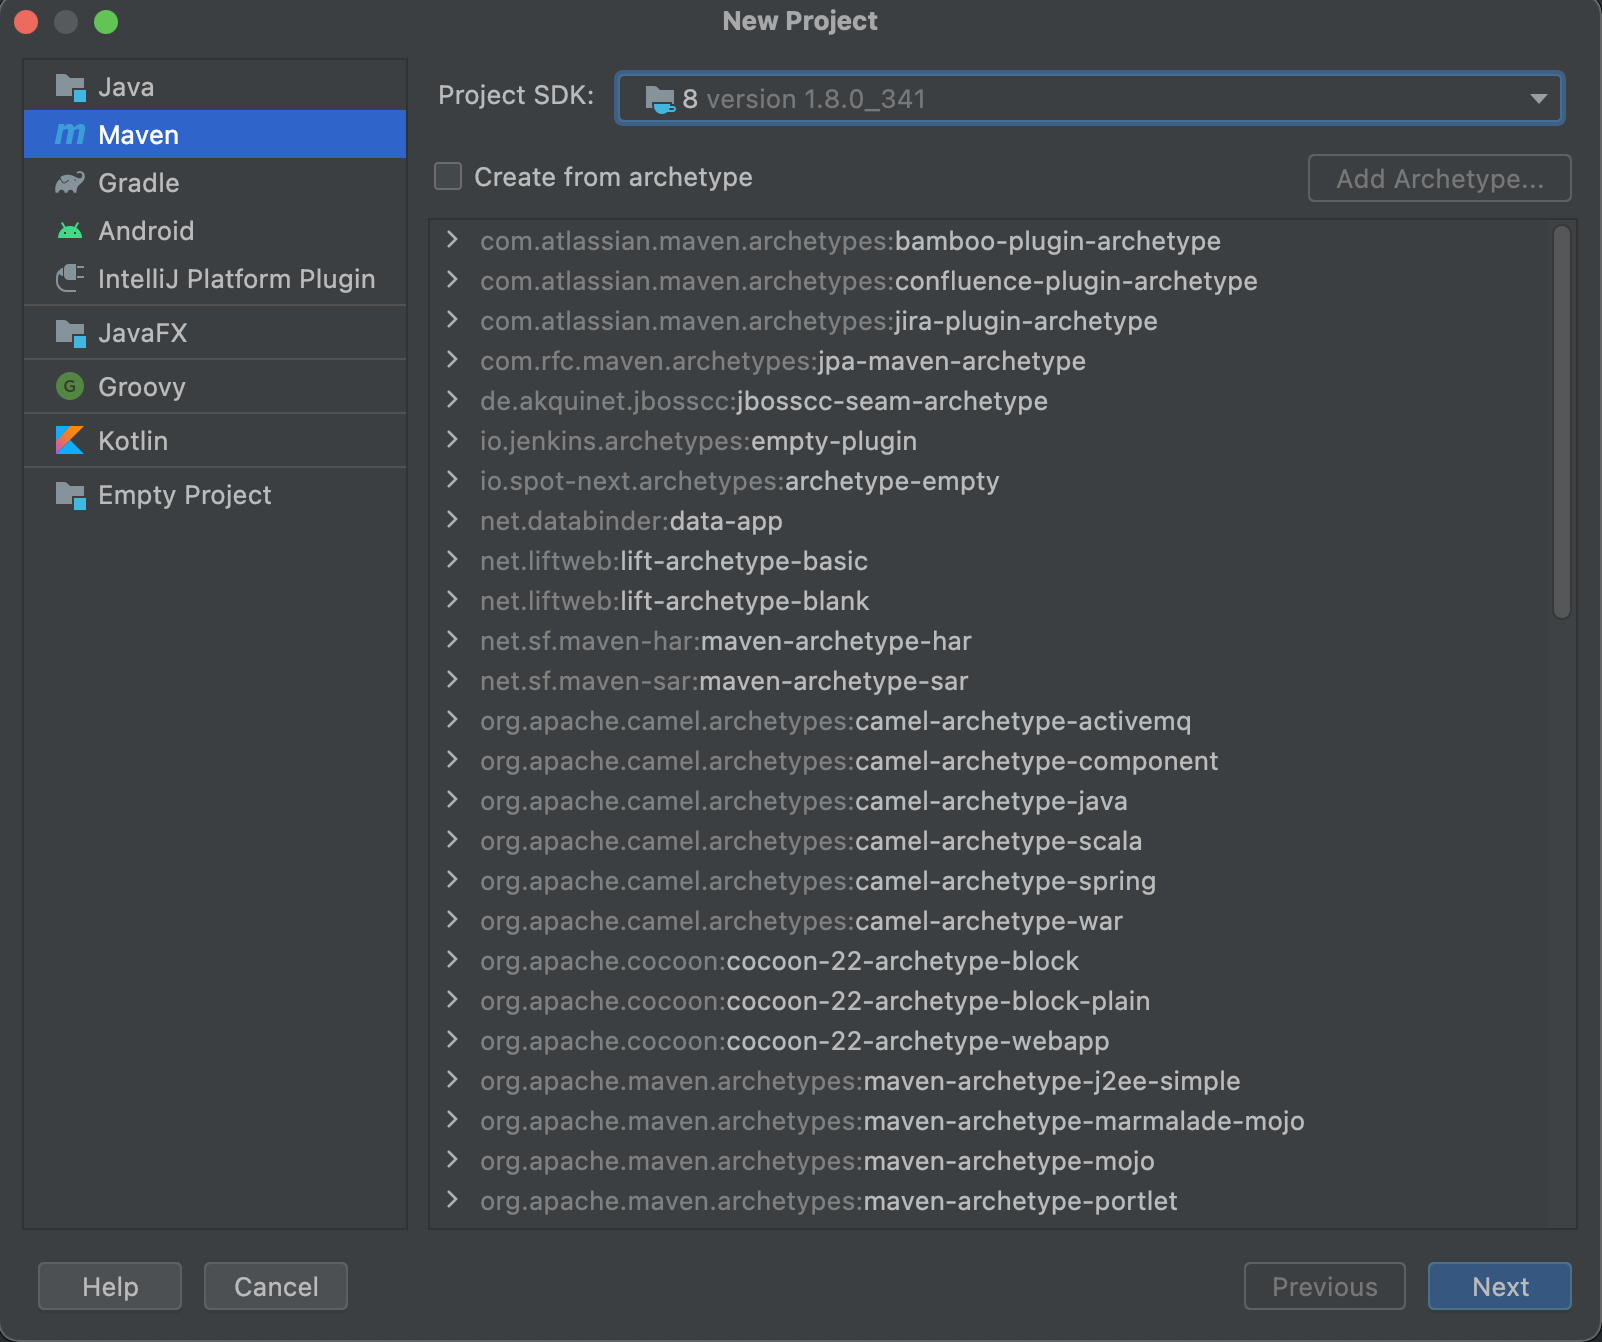 New Project
Java
Maven
Gradle
Android
IntelliJ Platform Plugin
JavaFX
Groovy
Kotlin
Empty Project
Project SDK: 8 version 1.8.0_341
Create from archetype
Add Archetype...
com.atlassian.maven.archetypes:bamboo-plugin-archetype
com.atlassian.maven.archetypes:confluence-plugin-archetype
com.atlassian.maven.archetypes:jira-plugin-archetype
com.rfc.maven.archetypes:jpa-maven-archetype
de.akquinet.jbosscc:jbosscc-seam-archetype
io.jenkins.archetypes:empty-plugin
io.spot-next.archetypes:archetype-empty
net.databinder:data-app
net.liftweb:lift-archetype-basic
net.liftweb:lift-archetype-blank
net.sf.maven-har:maven-archetype-har
net.sf.maven-sar:maven-archetype-sar
org.apache.camel.archetypes:camel-archetype-activemq
org.apache.camel.archetypes:camel-archetype-component
org.apache.camel.archetypes:camel-archetype-java
org.apache.camel.archetypes:camel-archetype-scala
org.apache.camel.archetypes:camel-archetype-spring
org.apache.camel.archetypes:camel-archetype-war
org.apache.cocoon:cocoon-22-archetype-block
org.apache.cocoon:cocoon-22-archetype-block-plain
org.apache.cocoon:cocoon-22-archetype-webapp
org.apache.maven.archetypes:maven-archetype-j2ee-simple
org.apache.maven.archetypes:maven-archetype-marmalade-mojo
org.apache.maven.archetypes:maven-archetype-mojo
org.apache.maven.archetypes:maven-archetype-portlet
Help
Cancel
Previous
Next